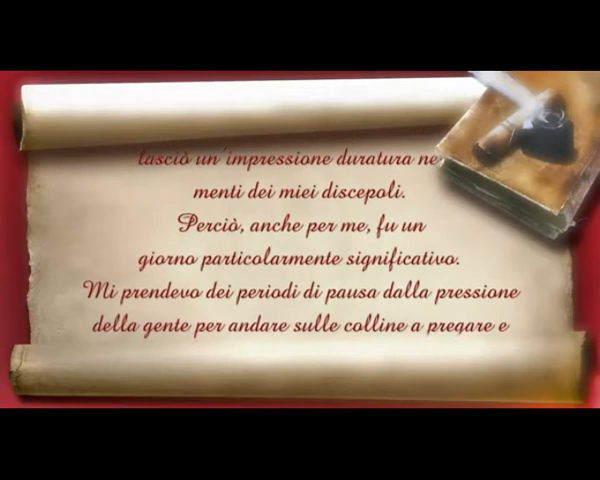 lasciò un'impressione duratura ne
menti dei miei discepoli.
Perciò, anche per me, fu un
giorno particolarmente significativo.
Mi prendevo dei periodi di pausa dalla pressione
della gente per andare sulle colline a pregare e